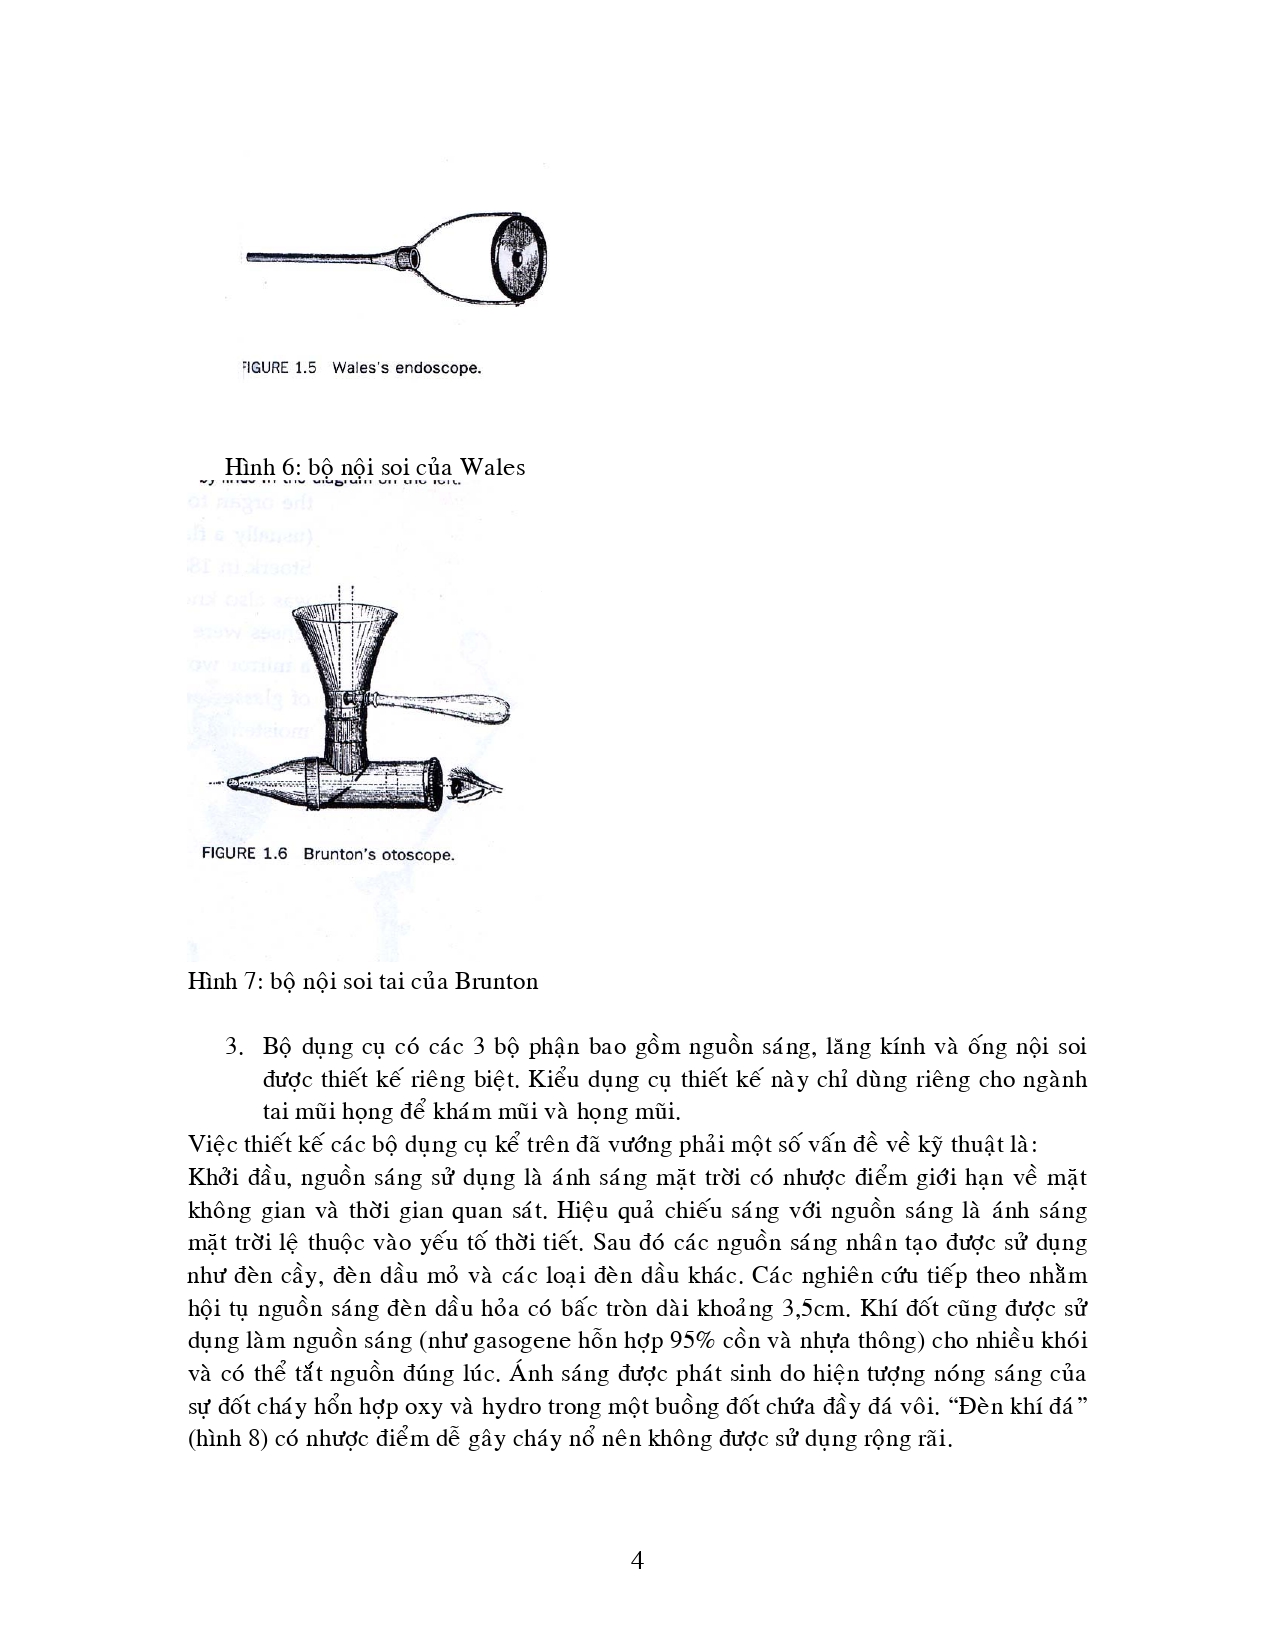 FIGURE 1.5 Wales's endoscope.
Hình 6: bộ nội soi của Wales
by lines in the diagram on the left.
FIGURE 1.6 Brunton's otoscope.
Hình 7: bộ nội soi tai của Brunton
3. Bộ dụng cụ có các 3 bộ phận bao gồm nguồn sáng, lăng kính và ống nội soi
được thiết kế riêng biệt. Kiểu dụng cụ thiết kế này chỉ dùng riêng cho ngành
tai mũi họng để khám mũi và họng mũi.
Việc thiết kế các bộ dụng cụ kể trên đã vướng phải một số vấn đề về kỹ thuật là:
Khởi đầu, nguồn sáng sử dụng là ánh sáng mặt trời có nhược điểm giới hạn về mặt
không gian và thời gian quan sát. Hiệu quả chiếu sáng với nguồn sáng là ánh sáng
mặt trời lệ thuộc vào yếu tố thời tiết. Sau đó các nguồn sáng nhân tạo được sử dụng
như đèn cầy, đèn dầu mỏ và các loại đèn dầu khác. Các nghiên cứu tiếp theo nhằm
hội tụ nguồn sáng đèn dầu hỏa có bấc tròn dài khoảng 3,5cm. Khí đốt cũng được sử
dụng làm nguồn sáng (như gasogene hỗn hợp 95% cồn và nhựa thông) cho nhiều khói
và có thể tắt nguồn đúng lúc. Ánh sáng được phát sinh do hiện tượng nóng sáng của
sự đốt cháy hổn hợp oxy và hydro trong một buồng đốt chứa đầy đá vôi. “Đèn khí đá”
(hình 8) có nhược điểm dễ gây cháy nổ nên không được sử dụng rộng rãi.
4